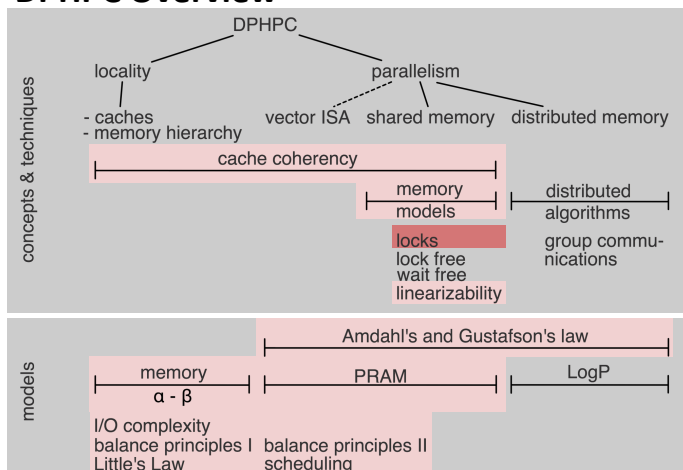 DPHPC Overview
DPHPC
locality
parallelism
- caches
- memory hierarchy
vector ISA
shared memory
distributed memory
cache coherency
memory
models
distributed
algorithms
locks
lock free
wait free
linearizability
group commu-
nications
concepts & techniques
Amdahl's and Gustafson's law
memory
α - β
PRAM
LogP
I/O complexity
balance principles I
balance principles II
Little's Law
scheduling
models